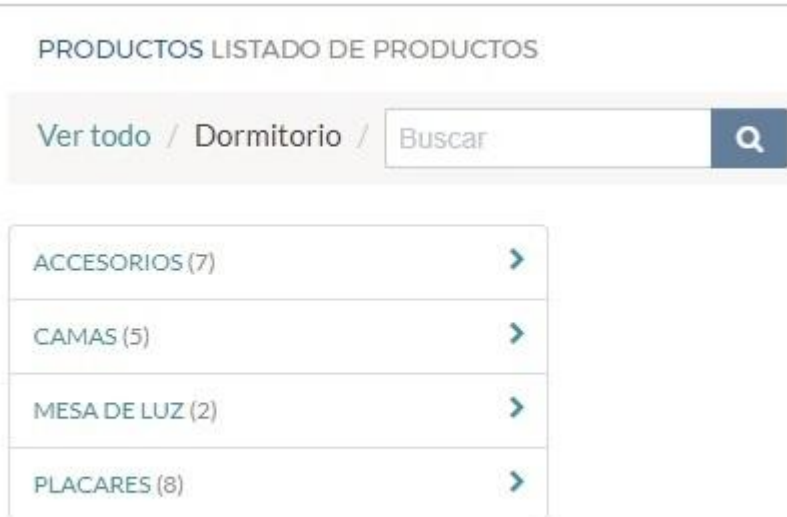 PRODUCTOS LISTADO DE PRODUCTOS
Ver todo / Dormitorio / Buscar
ACCESORIOS (7)
CAMAS (5)
MESA DE LUZ (2)
PLACARES (8)